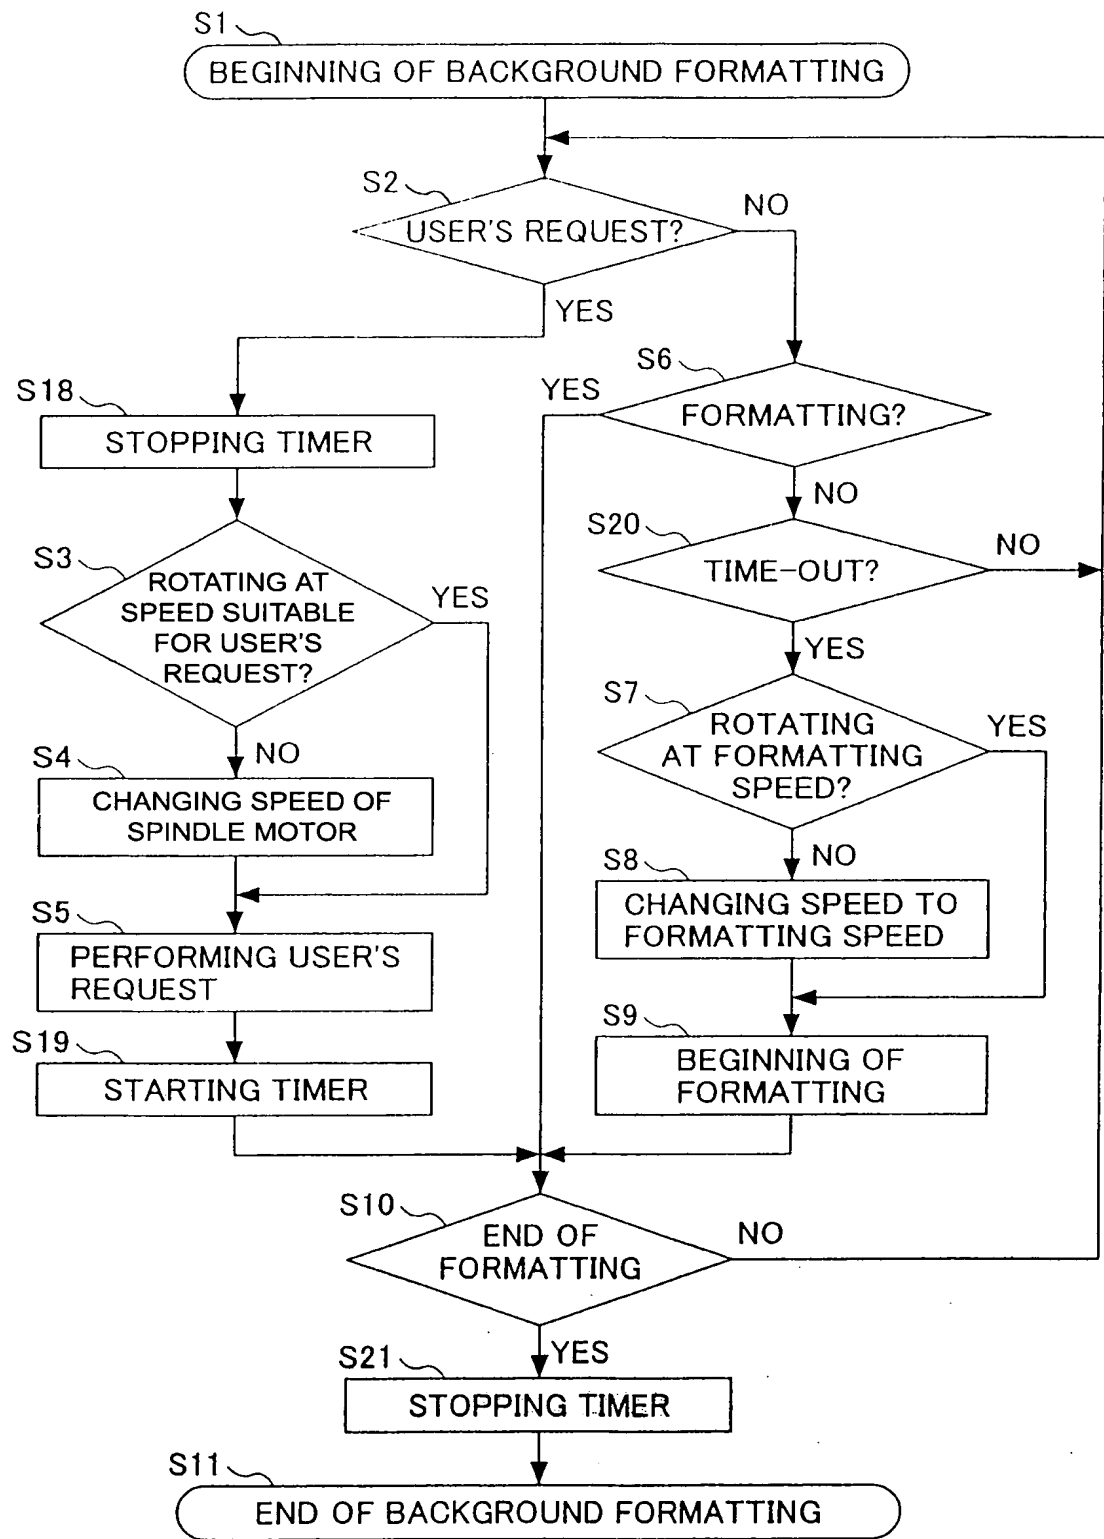 S1
BEGINNING OF BACKGROUND FORMATTING
S2
USER'S REQUEST?
NO
YES
S18
STOPPING TIMER
S6
YES
FORMATTING?
NO
S3
ROTATING AT
SPEED SUITABLE
FOR USER'S
REQUEST?
YES
NO
S20
TIME-OUT?
NO
YES
S4
CHANGING SPEED OF
SPINDLE MOTOR
S7
ROTATING
AT FORMATTING
SPEED?
YES
NO
S5
PERFORMING USER'S
REQUEST
S8
CHANGING SPEED TO
FORMATTING SPEED
S19
STARTING TIMER
S9
BEGINNING OF
FORMATTING
S10
END OF
FORMATTING
NO
YES
S21
STOPPING TIMER
S11
END OF BACKGROUND FORMATTING